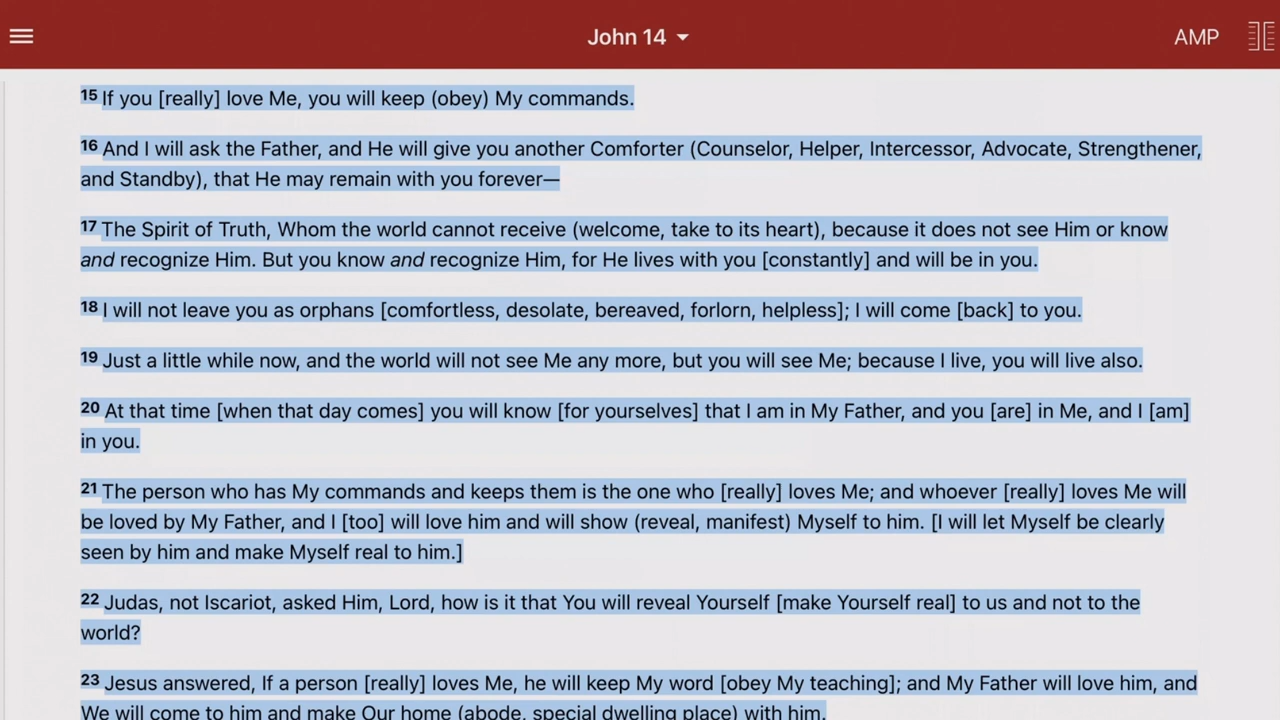 John 14
AMP
15 If you [really] love Me, you will keep (obey) My commands.
16 And I will ask the Father, and He will give you another Comforter (Counselor, Helper, Intercessor, Advocate, Strengthener,
and Standby), that He may remain with you forever—
17 The Spirit of Truth, Whom the world cannot receive (welcome, take to its heart), because it does not see Him or know
and recognize Him. But you know and recognize Him, for He lives with you [constantly] and will be in you.
18 I will not leave you as orphans [comfortless, desolate, bereaved, forlorn, helpless]; I will come [back] to you.
19 Just a little while now, and the world will not see Me any more, but you will see Me; because I live, you will live also.
20 At that time [when that day comes] you will know [for yourselves] that I am in My Father, and you [are] in Me, and I [am]
in you.
21 The person who has My commands and keeps them is the one who [really] loves Me; and whoever [really] loves Me will
be loved by My Father, and I [too] will love him and will show (reveal, manifest) Myself to him. [I will let Myself be clearly
seen by him and make Myself real to him.]
22 Judas, not Iscariot, asked Him, Lord, how is it that You will reveal Yourself [make Yourself real] to us and not to the
world?
23 Jesus answered, If a person [really] loves Me, he will keep My word [obey My teaching]; and My Father will love him, and
We will come to him and make Our home (abode, special dwelling place) with him.